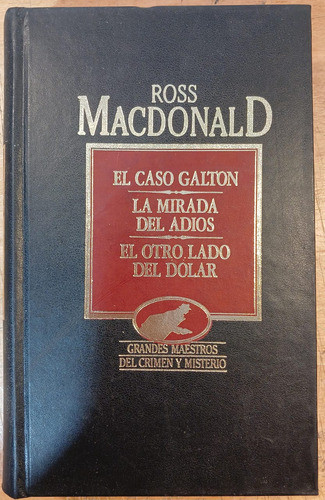 ROSS
MACDONALD
EL CASO GALTON
LA MIRADA
DEL ADIOS
EL OTRO LADO
DEL DOLAR
GRANDES MAESTROS
DEL CRIMEN Y MISTERIO